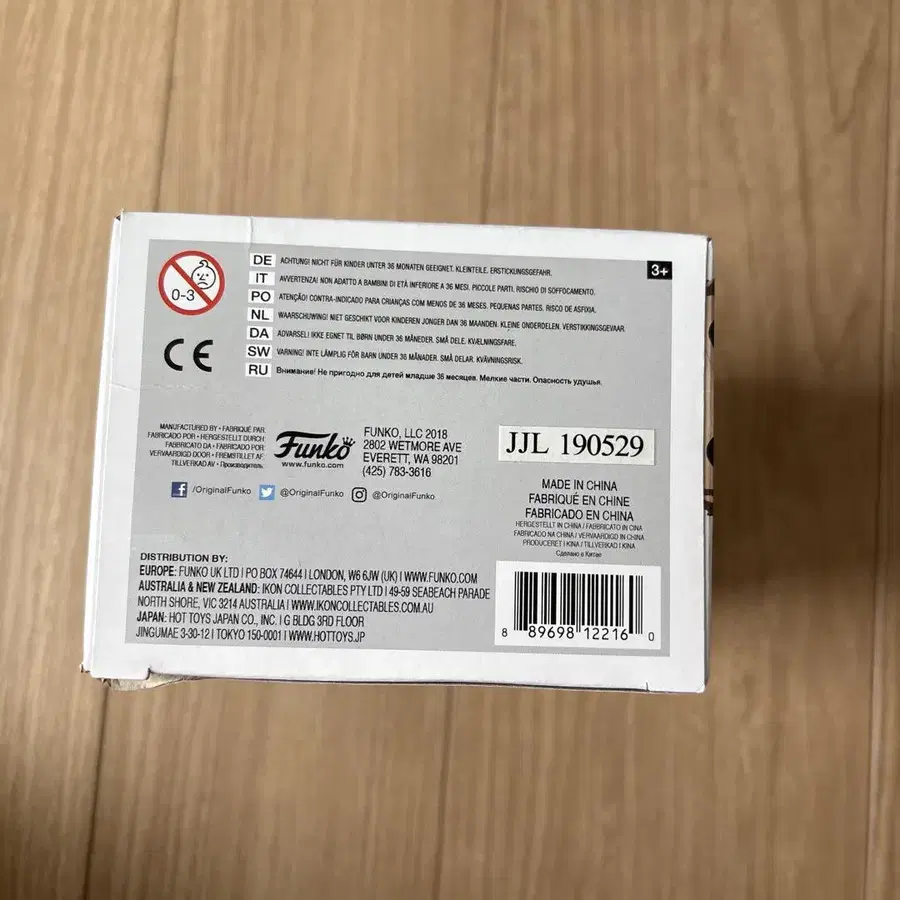 DE ACHTUNG! NICHT FÜR KINDER UNTER 36 MONATEN GEEIGNET. KLEINTEILE. ERSTICKUNGSGEFAHR.
IT AVVERTENZA! NON ADATTO A BAMBINI DI ETÀ INFERIORE A 36 MESI. PICCOLE PARTI. RISCHIO DI SOFFOCAMENTO.
PO ATENÇÃO! CONTRA-INDICADO PARA CRIANÇAS COM MENOS DE 36 MESES. PEQUENAS PARTES. RISCO DE ASFIXIA.
NL WAARSCHUWING! NIET GESCHIKT VOOR KINDEREN JONGER DAN 36 MAANDEN. KLEINE ONDERDELEN. VERSTIKKINGSGEVAAR.
DA ADVARSEL! IKKE EGNET TIL BØRN UNDER 36 MÅNEDER. SMÅ DELE. KVÆLNINGSFARE.
SW VARNING! INTE LÄMPLIG FÖR BARN UNDER 36 MÅNADER. SMÅ DELAR. KVÄVNINGSRISK.
RU Внимание! Не пригодно для детей младше 36 месяцев. Мелкие части. Опасность удушья.
3+
0-3
CE
MANUFACTURED BY • FABRIQUÉ PAR:
FABRICADO POR • HERGESTELLT DURCH:
FABBRICATO DA • FABRICADO POR:
VERVAARDIGD DOOR • FREMSTILLET AF:
TILLVERKAD AV • Производитель:
Funko
www.funko.com
FUNKO, LLC 2018
2802 WETMORE AVE
EVERETT, WA 98201
(425) 783-3616
JJL 190529
f /OriginalFunko @OriginalFunko @OriginalFunko
MADE IN CHINA
FABRIQUÉ EN CHINE
FABRICADO EN CHINA
HERGESTELLT IN CHINA / FABBRICATO IN CINA
FABRICADO NA CHINA / VERVAARDIGD IN CHINA
PRODUCERET I KINA / TILLVERKAD I KINA
Сделано в Китае
DISTRIBUTION BY:
EUROPE: FUNKO UK LTD | PO BOX 74644 | LONDON, W6 6JW (UK) | WWW.FUNKO.COM
AUSTRALIA & NEW ZEALAND: IKON COLLECTABLES PTY LTD | 49-59 SEABEACH PARADE
NORTH SHORE, VIC 3214 AUSTRALIA | WWW.IKONCOLLECTABLES.COM.AU
JAPAN: HOT TOYS JAPAN CO., INC. | G BLDG 3RD FLOOR
JINGUMAE 3-30-12 | TOKYO 150-0001 | WWW.HOTTOYS.JP
8 89698 12216 0